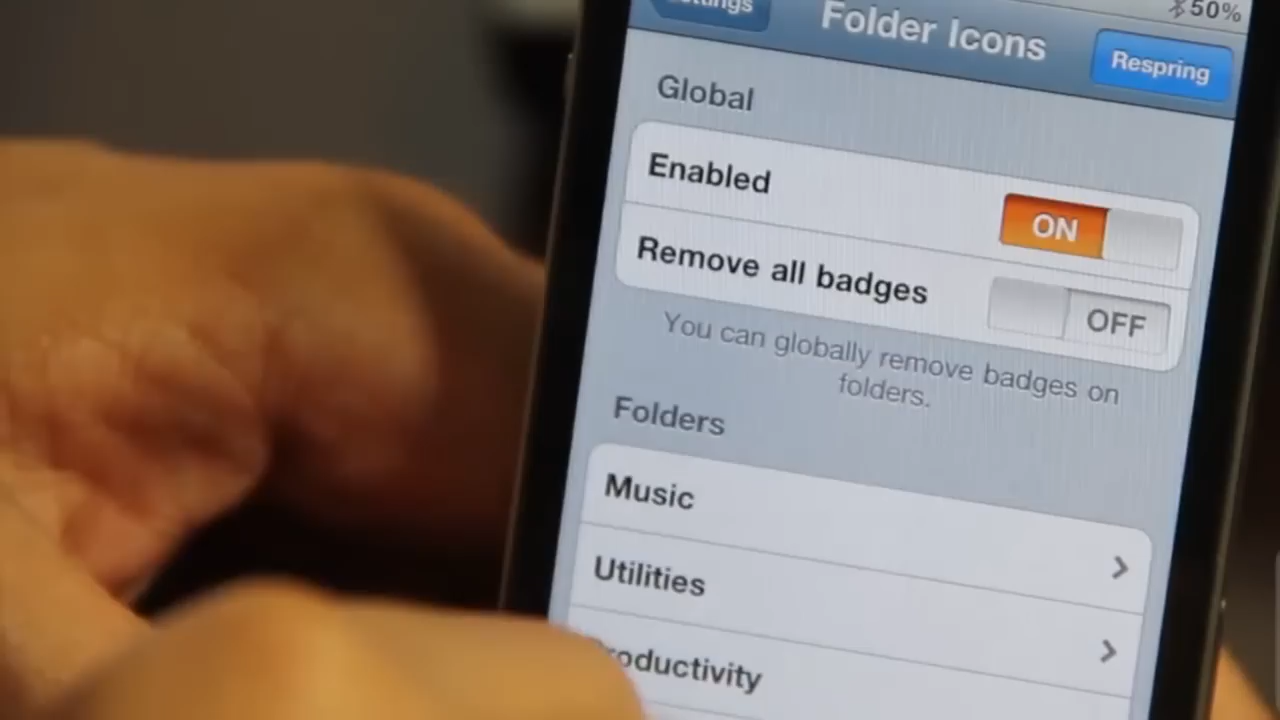 50%
Folder Icons
Respring
Global
Enabled
ON
Remove all badges
OFF
You can globally remove badges on
folders.
Folders
Music
Utilities